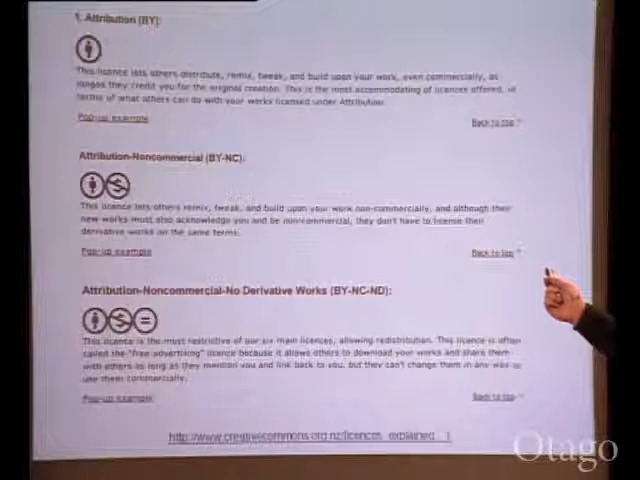 1. Attribution (BY):
This licence lets others distribute, remix, tweak, and build upon your work, even commercially, as
longas they credit you for the original creation. This is the most accommodating of licences offered, in
terms of what others can do with your works licensed under Attribution.
Pop-up example
Back to top ^
Attribution-Noncommercial (BY-NC):
This licence lets others remix, tweak, and build upon your work non-commercially, and although their
new works must also acknowledge you and be non-commercial, they don't have to license their
derivative works on the same terms.
Pop-up example
Back to top ^
Attribution-Noncommercial-No Derivative Works (BY-NC-ND):
This licence is the most restrictive of our six main licences, allowing redistribution. This licence is often
called the "free advertising" licence because it allows others to download your works and share them
with others as long as they mention you and link back to you, but they can't change them in any way or
use them commercially.
Pop-up example
Back to top ^
http://www.creativecommons.org.nz/licences_explained_1
Otago